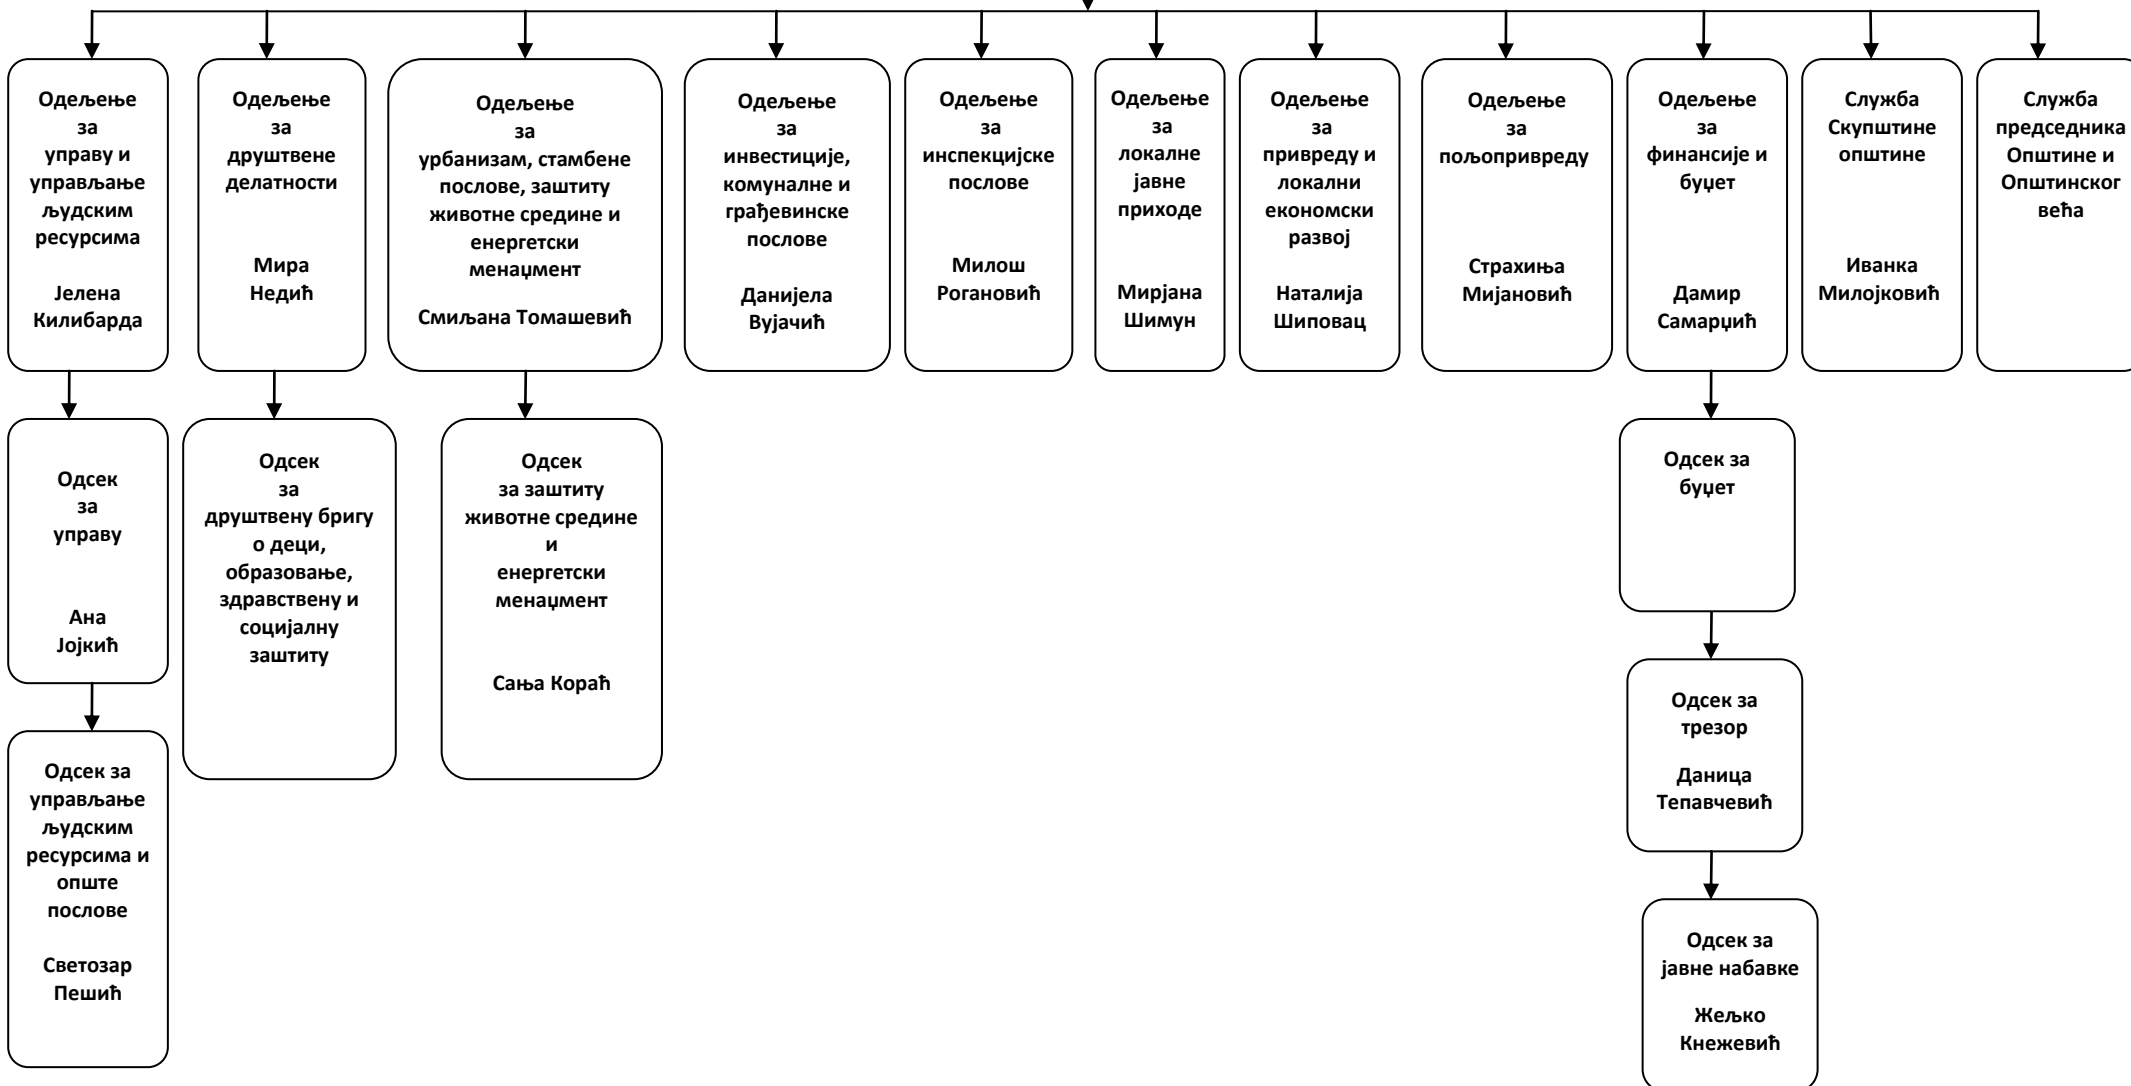 Одељење
за
управу и
управљање
људским
ресурсима
Јелена
Килибарда
Одељење
за
друштвене
делатности
Мира
Недић
Одељење
за
урбанизам, стамбене
послове, заштиту
животне средине и
енергетски
менаџмент
Смиљана Томашевић
Одељење
за
инвестиције,
комуналне и
грађевинске
послове
Данијела
Вујачић
Одељење
за
инспекцијске
послове
Милош
Рогановић
Одељење
за
локалне
јавне
приходе
Мирјана
Шимун
Одељење
за
привреду и
локални
економски
развој
Наталија
Шиповац
Одељење
за
пољопривреду
Страхиња
Мијановић
Одељење
за
финансије и
буџет
Дамир
Самарџић
Служба
Скупштине
општине
Иванка
Милојковић
Служба
председника
Општине и
Општинског
већа
Одсек
за
управу
Ана
Јојкић
Одсек
за
друштвену бригу
о деци,
образовање,
здравствену и
социјалну
заштиту
Одсек
за заштиту
животне средине
и
енергетски
менаџмент
Сања Кораћ
Одсек за
буџет
Одсек за
трезор
Даница
Тепавчевић
Одсек за
управљање
људским
ресурсима и
опште
послове
Светозар
Пешић
Одсек за
јавне набавке
Жељко
Кнежевић